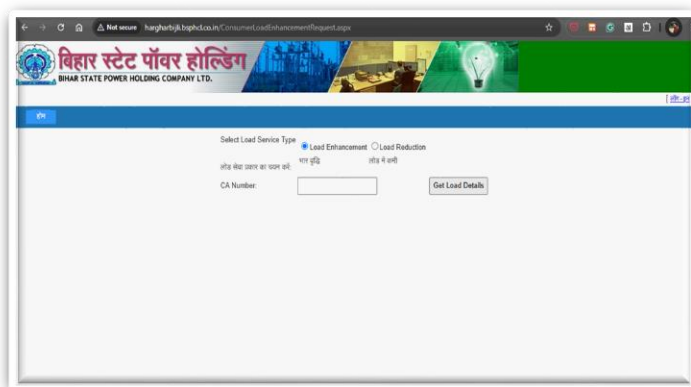 Not secure hargharbijli.bsphcl.co.in/ConsumerLoadEnhancementRequest.aspx
बिहार स्टेट पॉवर होल्डिंग
BIHAR STATE POWER HOLDING COMPANY LTD.
[ लॉग-इन
होम
Select Load Service Type
Load Enhancement Load Reduction
भार वृद्धि लोड में कमी
लोड सेवा प्रकार का चयन करें:
CA Number:
Get Load Details